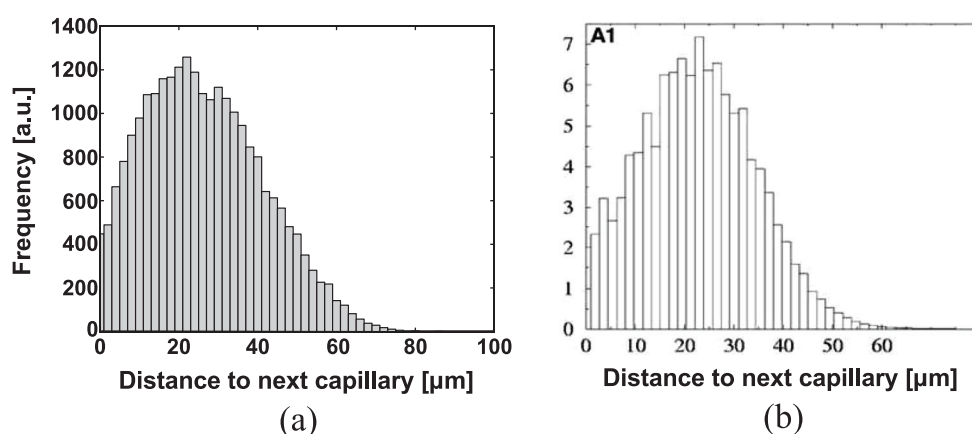 1400
1200
1000
800
600
400
200
0
Frequency [a.u.]
0 20 40 60 80 100
Distance to next capillary [µm]
(a)
A1
7
6
5
4
3
2
1
0
0 10 20 30 40 50 60
Distance to next capillary [µm]
(b)